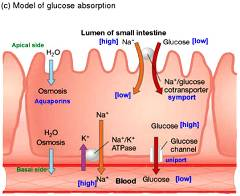 (c) Model of glucose absorption
Lumen of small intestine
Apical side
H2O
[high] Na+
Glucose [low]
Osmosis
Aquaporins
[low]
Na+/glucose
cotransporter
symport
H2O
Osmosis
K+
Na+/K+
ATPase
Glucose [high]
Glucose
channel
uniport
Basal side
[high] Na+
Blood
Glucose [low]